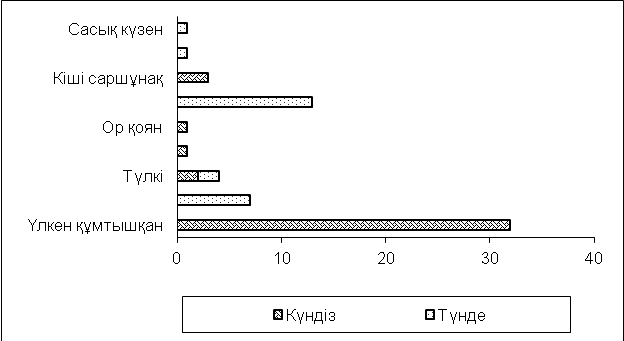 Сасық күзен
Кіші саршұнақ
Ор қоян
Түлкі
Үлкен құмтышқан
0 10 20 30 40
Күндіз Түнде